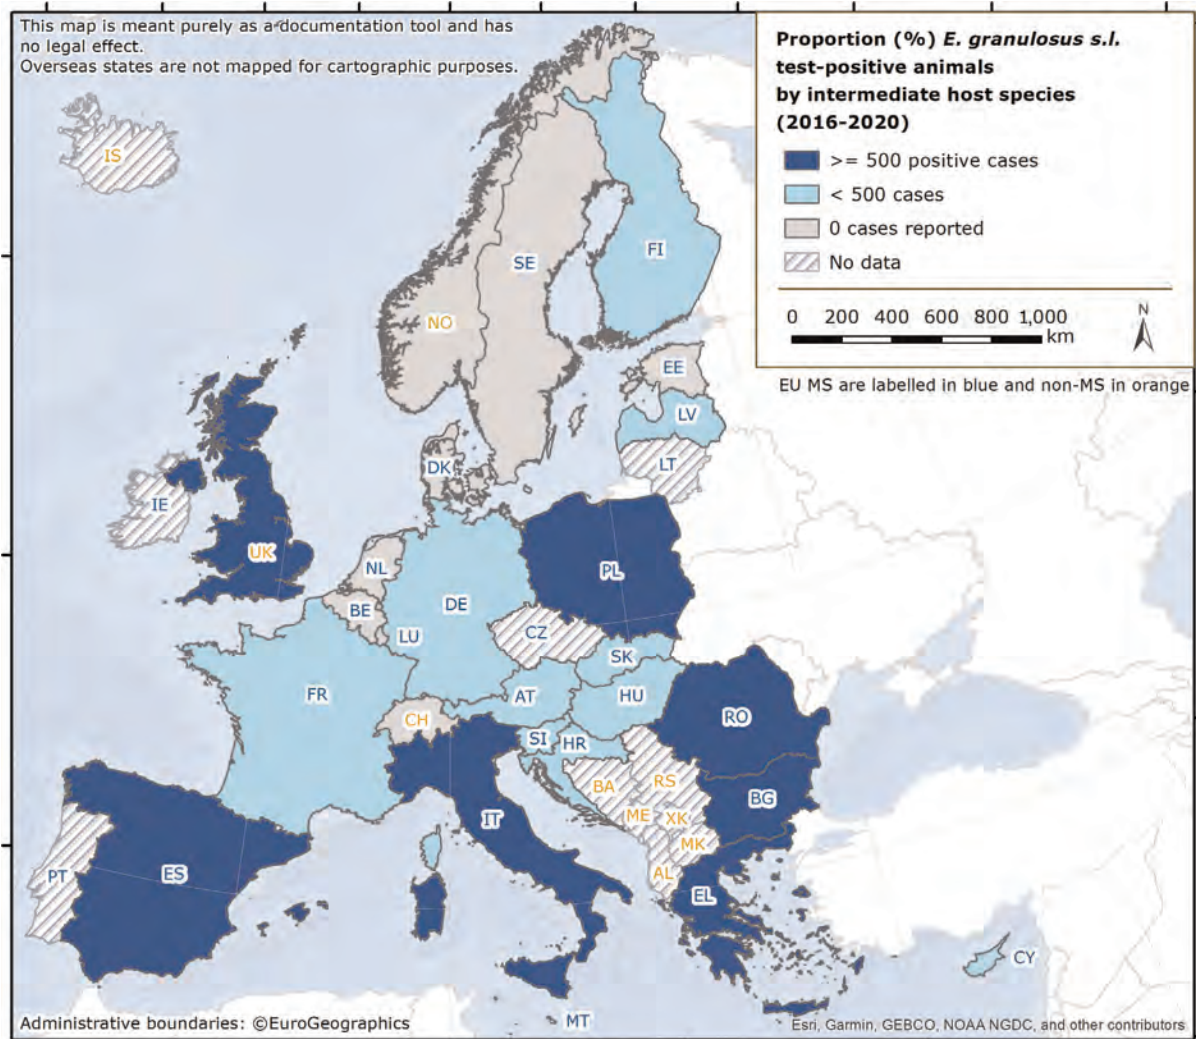 This map is meant purely as a documentation tool and has
no legal effect.
Overseas states are not mapped for cartographic purposes.
Proportion (%) E. granulosus s.l.
test-positive animals
by intermediate host species
(2016-2020)
>= 500 positive cases
< 500 cases
0 cases reported
No data
0 200 400 600 800 1,000
km
N
EU MS are labelled in blue and non-MS in orange
IS
SE
FI
NO
EE
LV
LT
DK
IE
UK
NL
PL
BE
DE
LU
CZ
SK
FR
AT
HU
CH
RO
SI
HR
BA
RS
BG
ME
XK
IT
MK
PT
ES
AL
EL
CY
MT
Administrative boundaries: ©EuroGeographics
Esri, Garmin, GEBCO, NOAA NGDC, and other contributors